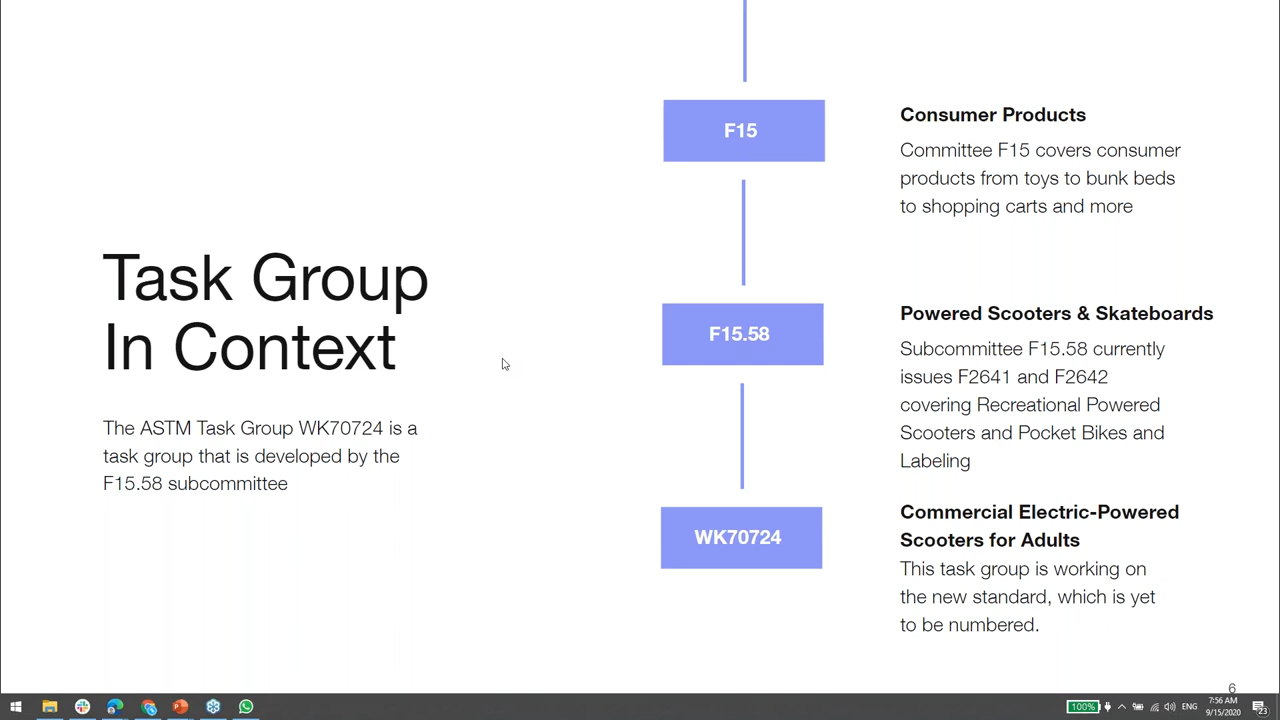 Task Group
In Context
The ASTM Task Group WK70724 is a
task group that is developed by the
F15.58 subcommittee
F15
Consumer Products
Committee F15 covers consumer
products from toys to bunk beds
to shopping carts and more
F15.58
Powered Scooters & Skateboards
Subcommittee F15.58 currently
issues F2641 and F2642
covering Recreational Powered
Scooters and Pocket Bikes and
Labeling
WK70724
Commercial Electric-Powered
Scooters for Adults
This task group is working on
the new standard, which is yet
to be numbered.
6
100%
ENG
7:56 AM
9/15/2020
23